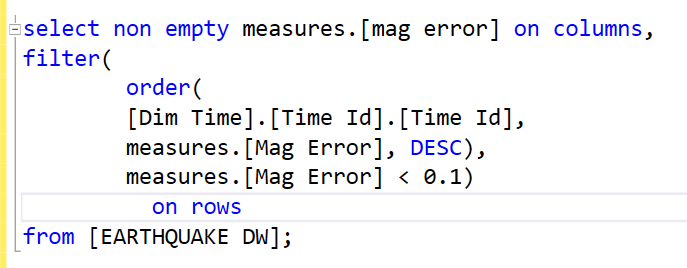 select non empty measures.[mag error] on columns,
filter(
order(
[Dim Time].[Time Id].[Time Id],
measures.[Mag Error], DESC),
measures.[Mag Error] < 0.1)
on rows
from [EARTHQUAKE DW];